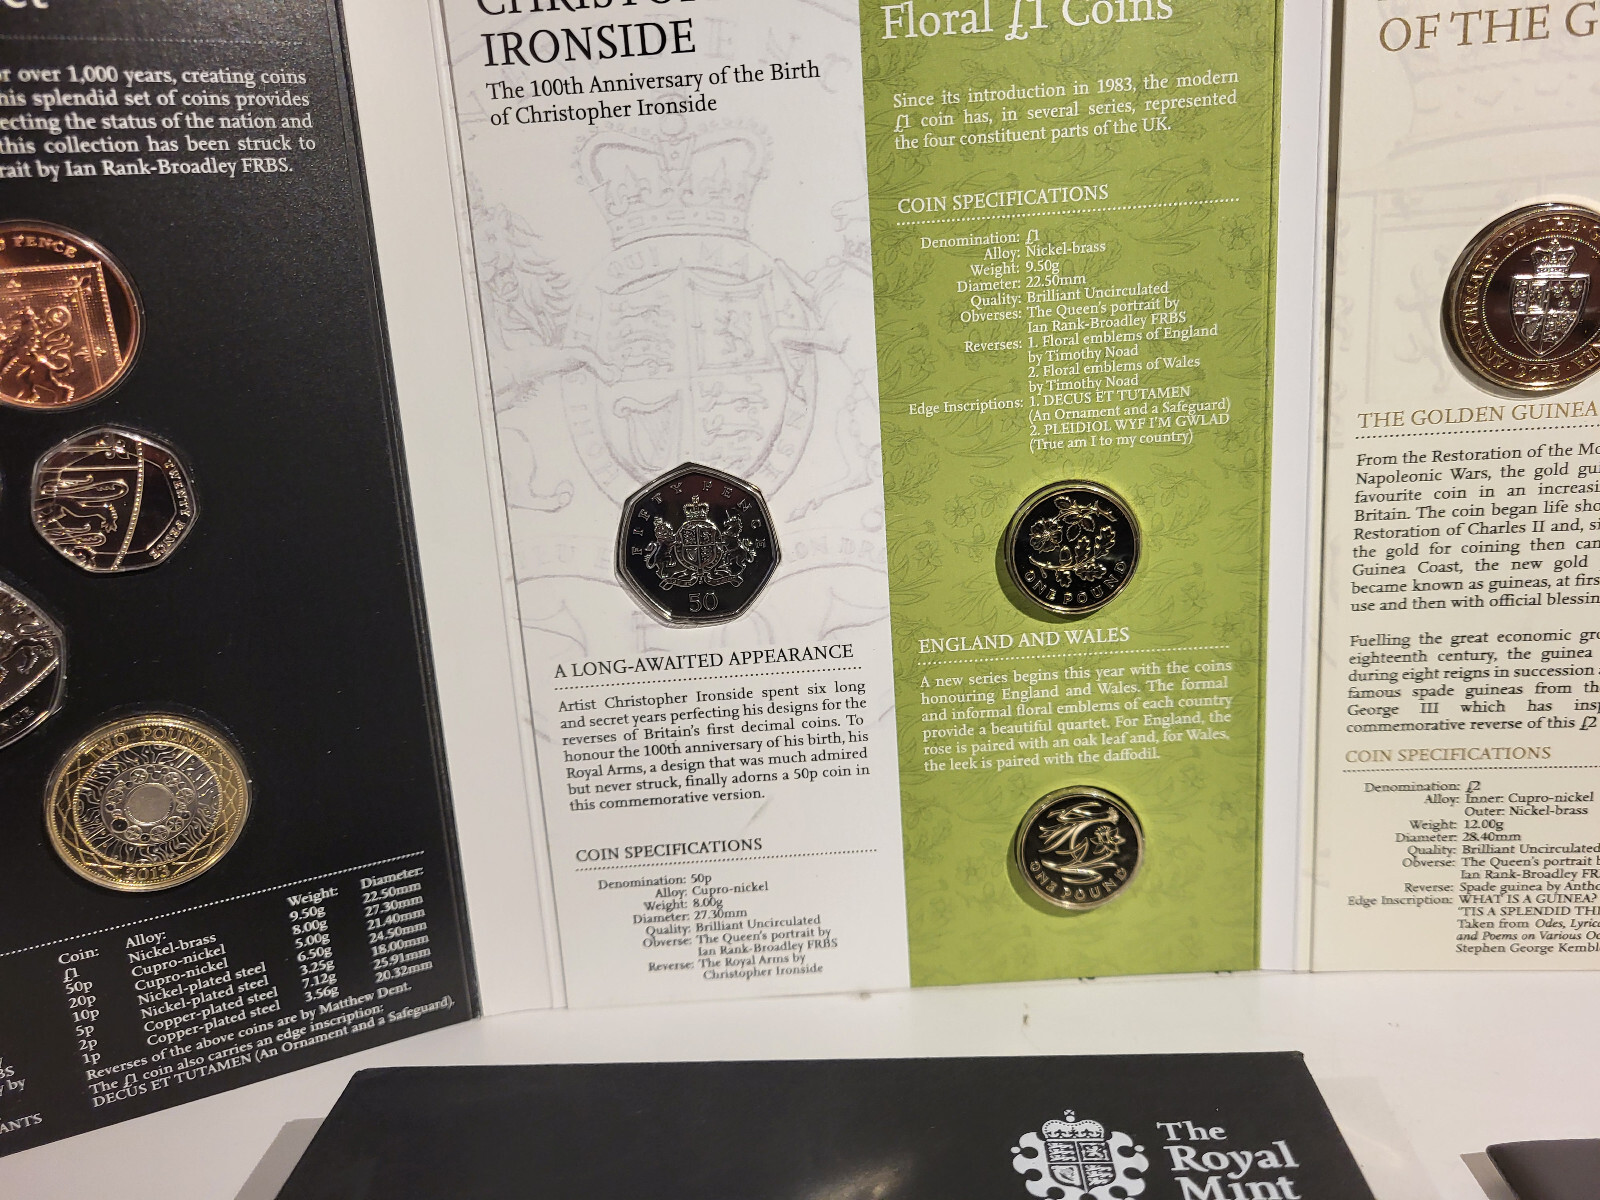 r over 1,000 years, creating coins
his splendid set of coins provides
ecting the status of the nation and
this collection has been struck to
rait by Ian Rank-Broadley FRBS.
PENCE
TWENTY PENCE
NCE
TWO POUNDS
2013
Coin: Alloy: Weight: Diameter:
£1 Nickel-brass 9.50g 22.50mm
50p Cupro-nickel 8.00g 27.30mm
20p Cupro-nickel 5.00g 21.40mm
10p Nickel-plated steel 6.50g 24.50mm
5p Nickel-plated steel 3.25g 18.00mm
2p Copper-plated steel 7.12g 25.91mm
1p Copper-plated steel 3.56g 20.32mm
Reverses of the above coins are by Matthew Dent.
The £1 coin also carries an edge inscription:
DECUS ET TUTAMEN (An Ornament and a Safeguard).
BS
y by
ANTS
IRONSIDE
The 100th Anniversary of the Birth
of Christopher Ironside
FIFTY PENCE
50
A LONG-AWAITED APPEARANCE
Artist Christopher Ironside spent six long
and secret years perfecting his designs for the
reverses of Britain's first decimal coins. To
honour the 100th anniversary of his birth, his
Royal Arms, a design that was much admired
but never struck, finally adorns a 50p coin in
this commemorative version.
COIN SPECIFICATIONS
Denomination: 50p
Alloy: Cupro-nickel
Weight: 8.00g
Diameter: 27.30mm
Quality: Brilliant Uncirculated
Obverse: The Queen's portrait by
Ian Rank-Broadley FRBS
Reverse: The Royal Arms by
Christopher Ironside
Floral £1 Coins
Since its introduction in 1983, the modern
£1 coin has, in several series, represented
the four constituent parts of the UK.
COIN SPECIFICATIONS
Denomination: £1
Alloy: Nickel-brass
Weight: 9.50g
Diameter: 22.50mm
Quality: Brilliant Uncirculated
Obverses: The Queen's portrait by
Ian Rank-Broadley FRBS
Reverses: 1. Floral emblems of England
by Timothy Noad
2. Floral emblems of Wales
by Timothy Noad
Edge Inscriptions: 1. DECUS ET TUTAMEN
(An Ornament and a Safeguard)
2. PLEIDIOL WYF I'M GWLAD
(True am I to my country)
ONE POUND
ENGLAND AND WALES
A new series begins this year with the coins
honouring England and Wales. The formal
and informal floral emblems of each country
provide a beautiful quartet. For England, the
rose is paired with an oak leaf and, for Wales,
the leek is paired with the daffodil.
ONE POUND
OF THE G
ANNIVERSARY OF THE G
2013
THE GOLDEN GUINEA
From the Restoration of the Mo
Napoleonic Wars, the gold gui
favourite coin in an increasi
Britain. The coin began life sho
Restoration of Charles II and, si
the gold for coining then can
Guinea Coast, the new gold
became known as guineas, at firs
use and then with official blessin
Fuelling the great economic gro
eighteenth century, the guinea
during eight reigns in succession
famous spade guineas from th
George III which has insp
commemorative reverse of this £2
COIN SPECIFICATIONS
Denomination: £2
Alloy: Inner: Cupro-nickel
Outer: Nickel-brass
Weight: 12.00g
Diameter: 28.40mm
Quality: Brilliant Uncirculated
Obverse: The Queen's portrait b
Ian Rank-Broadley FR
Reverse: Spade guinea by Antho
Edge Inscription: WHAT IS A GUINEA?
'TIS A SPLENDID THI
Taken from Odes, Lyrica
and Poems on Various Oc
Stephen George Kembl
The
Royal
Mint